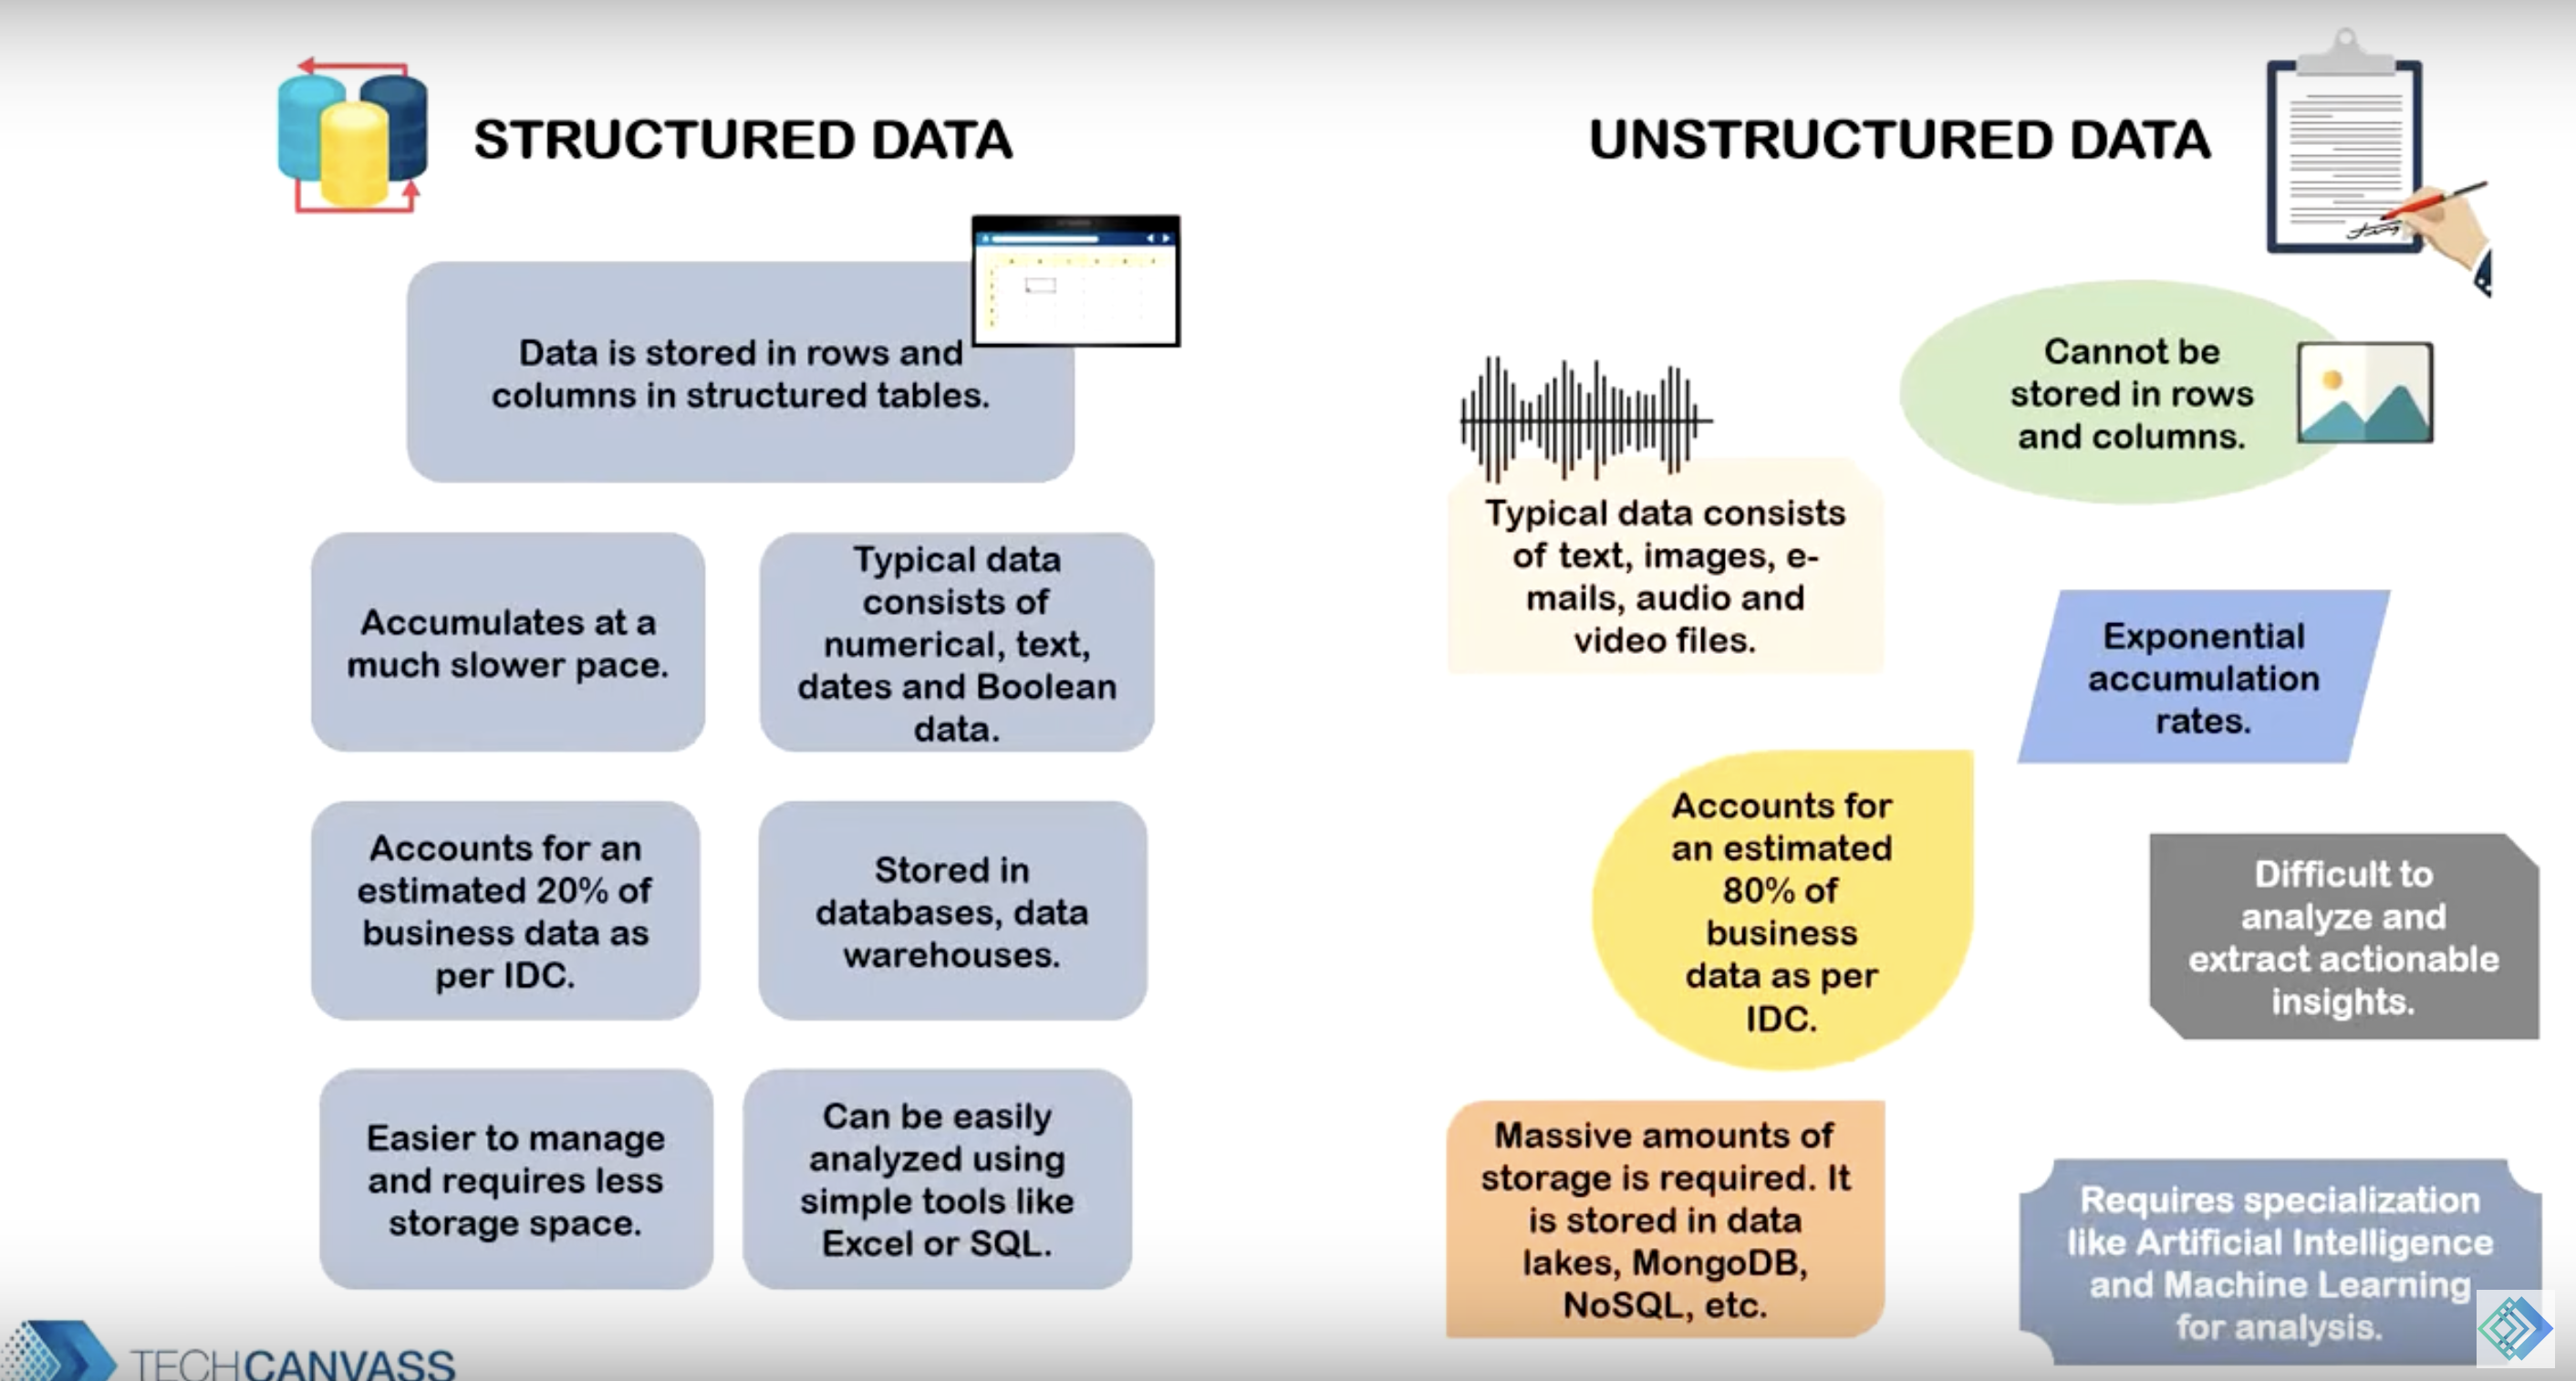 STRUCTURED DATA
Data is stored in rows and
columns in structured tables.
Accumulates at a
much slower pace.
Typical data
consists of
numerical, text,
dates and Boolean
data.
Accounts for an
estimated 20% of
business data as
per IDC.
Stored in
databases, data
warehouses.
Easier to manage
and requires less
storage space.
Can be easily
analyzed using
simple tools like
Excel or SQL.
UNSTRUCTURED DATA
Cannot be
stored in rows
and columns.
Typical data consists
of text, images, e-
mails, audio and
video files.
Exponential
accumulation
rates.
Accounts for
an estimated
80% of
business
data as per
IDC.
Difficult to
analyze and
extract actionable
insights.
Massive amounts of
storage is required. It
is stored in data
lakes, MongoDB,
NoSQL, etc.
Requires specialization
like Artificial Intelligence
and Machine Learning
for analysis.
TECHCANVASS